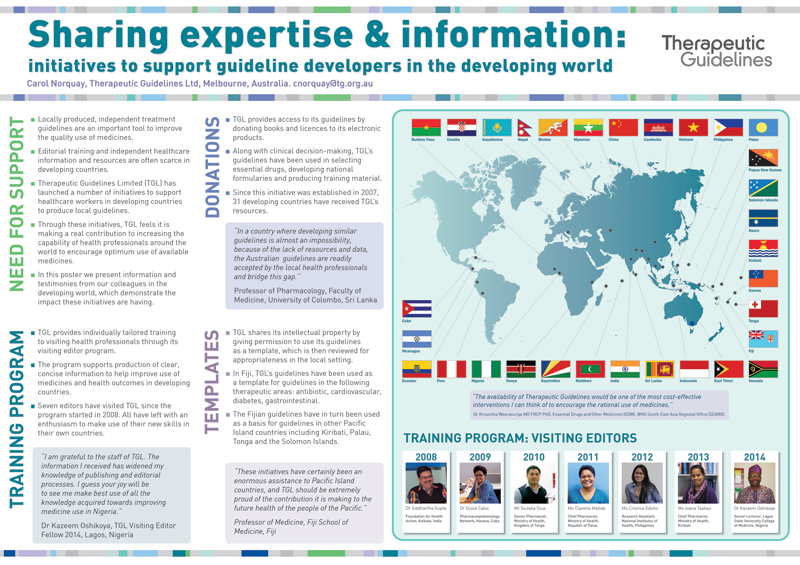 Sharing expertise & information:
initiatives to support guideline developers in the developing world
Carol Norquay, Therapeutic Guidelines Ltd, Melbourne, Australia. cnorquay@tg.org.au
Therapeutic
Guidelines
NEED FOR SUPPORT
Locally produced, independent treatment
guidelines are an important tool to improve
the quality use of medicines.
Editorial training and independent healthcare
information and resources are often scarce in
developing countries.
Therapeutic Guidelines Limited (TGL) has
launched a number of initiatives to support
healthcare workers in developing countries
to produce local guidelines.
Through these initiatives, TGL feels it is
making a real contribution to increasing the
capability of health professionals around the
world to encourage optimum use of available
medicines.
In this poster we present information and
testimonies from our colleagues in the
developing world, which demonstrate the
impact these initiatives are having.
TRAINING PROGRAM
TGL provides individually tailored training
to visiting health professionals through its
visiting editor program.
The program supports production of clear,
concise information to help improve use of
medicines and health outcomes in developing
countries.
Seven editors have visited TGL since the
program started in 2008. All have left with an
enthusiasm to make use of their new skills in
their own countries.
"I am grateful to the staff of TGL. The
information I received has widened my
knowledge of publishing and editorial
processes. I guess your joy will be
to see me make best use of all the
knowledge acquired towards improving
medicine use in Nigeria."
Dr Kazeem Oshikoya, TGL Visiting Editor
Fellow 2014, Lagos, Nigeria
DONATIONS
TGL provides access to its guidelines by
donating books and licences to its electronic
products.
Along with clinical decision-making, TGL's
guidelines have been used in selecting
essential drugs, developing national
formularies and producing training material.
Since this initiative was established in 2007,
31 developing countries have received TGL's
resources.
"In a country where developing similar
guidelines is almost an impossibility,
because of the lack of resources and data,
the Australian guidelines are readily
accepted by the local health professionals
and bridge this gap."
Professor of Pharmacology, Faculty of
Medicine, University of Colombo, Sri Lanka
TEMPLATES
TGL shares its intellectual property by
giving permission to use its guidelines
as a template, which is then reviewed for
appropriateness in the local setting.
In Fiji, TGL's guidelines have been used as
a template for guidelines in the following
therapeutic areas: antibiotic, cardiovascular,
diabetes, gastrointestinal.
The Fijian guidelines have in turn been used
as a basis for guidelines in other Pacific
Island countries including Kiribati, Palau,
Tonga and the Solomon Islands.
"These initiatives have certainly been an
enormous assistance to Pacific Island
countries, and TGL should be extremely
proud of the contribution it is making to the
future health of the people of the Pacific."
Professor of Medicine, Fiji School of
Medicine, Fiji
Burkina Faso Croatia Kazakhstan Nepal Bhutan Myanmar China Cambodia Vietnam Philippines Palau
Papua New Guinea
Solomon Islands
Nauru
Kiribati
Samoa
Tonga
Fiji
Cuba
Nicaragua
Ecuador Peru Nigeria Kenya Seychelles Maldives India Sri Lanka Indonesia East Timor Vanuatu
"The availability of Therapeutic Guidelines would be one of the most cost-effective
interventions I can think of to encourage the rational use of medicines."
Dr Krisantha Weerasuriya MD FRCP PhD, Essential Drugs and Other Medicines (EDM), WHO South-East Asia Regional Office (SEARO)
TRAINING PROGRAM: VISITING EDITORS
2008
Dr Siddhartha Gupta
Foundation for Health
Action, Kolkata, India
2009
Dr Dulce Calvo
Pharmacoepidemiology
Network, Havana, Cuba
2010
Mr Siutaka Siua
Senior Pharmacist,
Ministry of Health,
Kingdom of Tonga
2011
Ms Clarette Matlab
Chief Pharmacist,
Ministry of Health,
Republic of Palau
2012
Ms Cristina Edolto
Research Assistant,
National Institutes of
Health, Philippines
2013
Ms Ioana Taakau
Chief Pharmacist,
Ministry of Health,
Kiribati
2014
Dr Kazeem Oshikoya
Senior Lecturer, Lagos
State University College
of Medicine, Nigeria